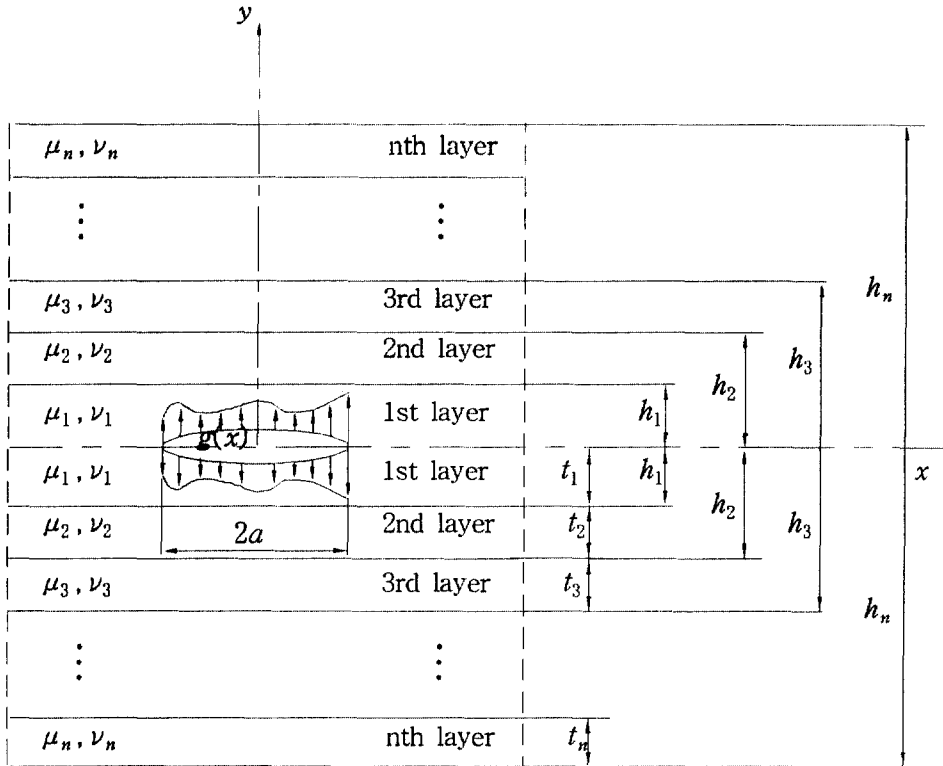 y
μₙ, νₙ nth layer
⋮ ⋮
μ₃, ν₃ 3rd layer hₙ
μ₂, ν₂ 2nd layer h₂ h₃
μ₁, ν₁ g(x) 1st layer h₁
x
μ₁, ν₁ 1st layer t₁ h₁
μ₂, ν₂ 2a 2nd layer t₂ h₂ h₃
μ₃, ν₃ 3rd layer t₃
hₙ
⋮ ⋮
μₙ, νₙ nth layer tₙ